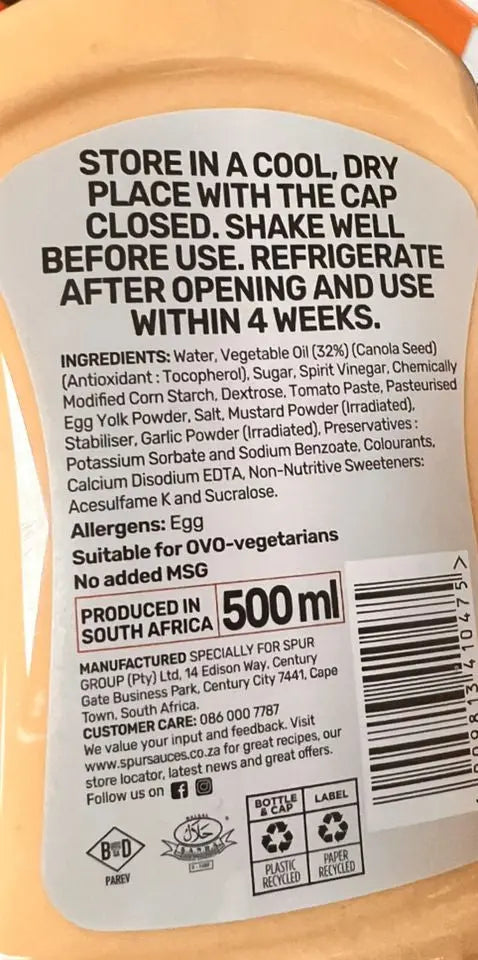 STORE IN A COOL, DRY
PLACE WITH THE CAP
CLOSED. SHAKE WELL
BEFORE USE. REFRIGERATE
AFTER OPENING AND USE
WITHIN 4 WEEKS.
INGREDIENTS: Water, Vegetable Oil (32%) (Canola Seed)
(Antioxidant : Tocopherol), Sugar, Spirit Vinegar, Chemically
Modified Corn Starch, Dextrose, Tomato Paste, Pasteurised
Egg Yolk Powder, Salt, Mustard Powder (Irradiated),
Stabiliser, Garlic Powder (Irradiated), Preservatives :
Potassium Sorbate and Sodium Benzoate, Colourants,
Calcium Disodium EDTA, Non-Nutritive Sweeteners:
Acesulfame K and Sucralose.
Allergens: Egg
Suitable for OVO-vegetarians
No added MSG
PRODUCED IN
SOUTH AFRICA
500 ml
MANUFACTURED SPECIALLY FOR SPUR
GROUP (Pty) Ltd, 14 Edison Way, Century
Gate Business Park, Century City 7441, Cape
Town, South Africa.
CUSTOMER CARE: 086 000 7787
We value your input and feedback. Visit
www.spursauces.co.za for great recipes, our
store locator, latest news and great offers.
Follow us on
BOTTLE
& CAP
LABEL
PLASTIC
RECYCLED
PAPER
RECYCLED
PAREV
حلال